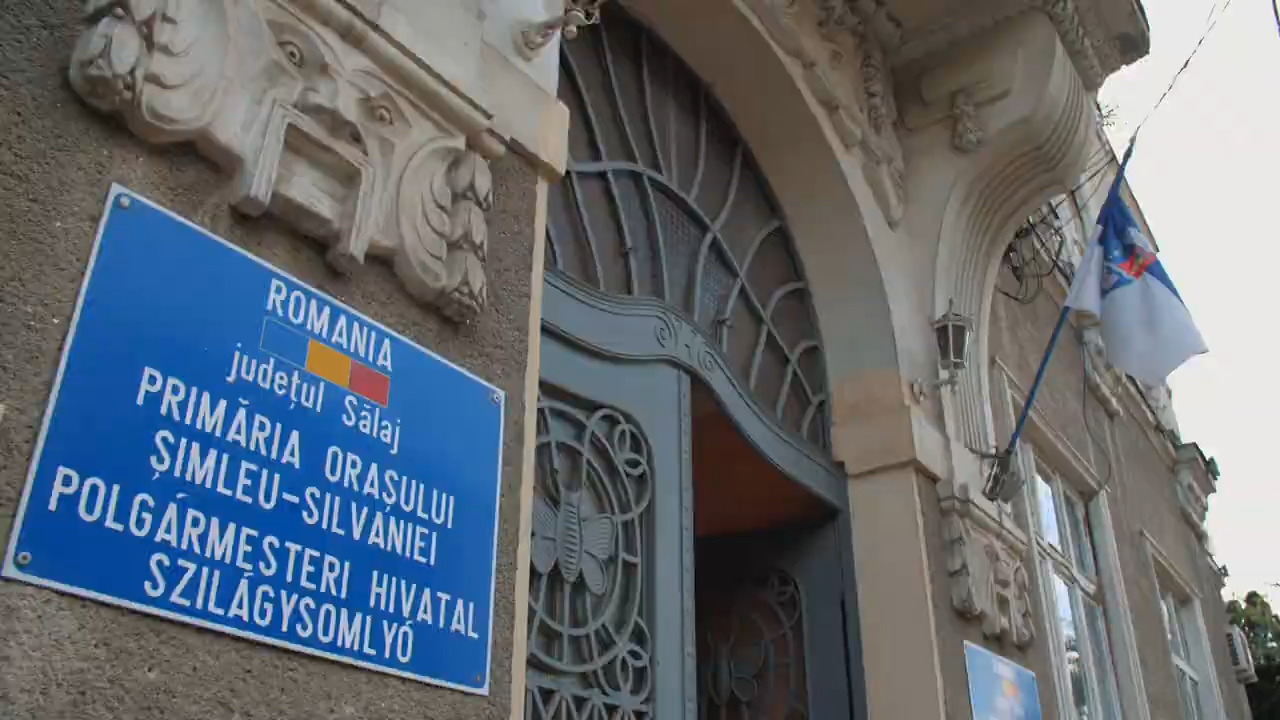 ROMANIA
județul Sălaj
PRIMĂRIA ORAȘULUI
ȘIMLEU-SILVANIEI
POLGÁRMESTERI HIVATAL
SZILÁGYSOMLYÓ